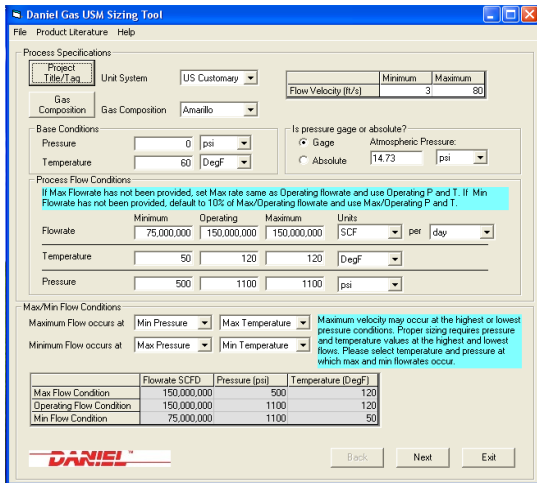 Daniel Gas USM Sizing Tool
File Product Literature Help
Process Specifications
Project Title/Tag Unit System US Customary
Minimum Maximum
Flow Velocity (ft/s) 3 80
Gas Composition Gas Composition Amarillo
Base Conditions
Pressure 0 psi
Temperature 60 DegF
Is pressure gage or absolute?
Gage Atmospheric Pressure:
Absolute 14.73 psi
Process Flow Conditions
If Max Flowrate has not been provided, set Max rate same as Operating flowrate and use Operating P and T. If Min
Flowrate has not been provided, default to 10% of Max/Operating flowrate and use Max/Operating P and T.
Minimum Operating Maximum Units
Flowrate 75,000,000 150,000,000 150,000,000 SCF per day
Temperature 50 120 120 DegF
Pressure 500 1100 1100 psi
Max/Min Flow Conditions
Maximum Flow occurs at Min Pressure Max Temperature
Minimum Flow occurs at Max Pressure Min Temperature
Maximum velocity may occur at the highest or lowest
pressure conditions. Proper sizing requires pressure
and temperature values at the highest and lowest
flows. Please select temperature and pressure at
which max and min flowrates occur.
Flowrate SCFD Pressure (psi) Temperature (DegF)
Max Flow Condition 150,000,000 500 120
Operating Flow Condition 150,000,000 1100 120
Min Flow Condition 75,000,000 1100 50
DANIEL™
Back Next Exit